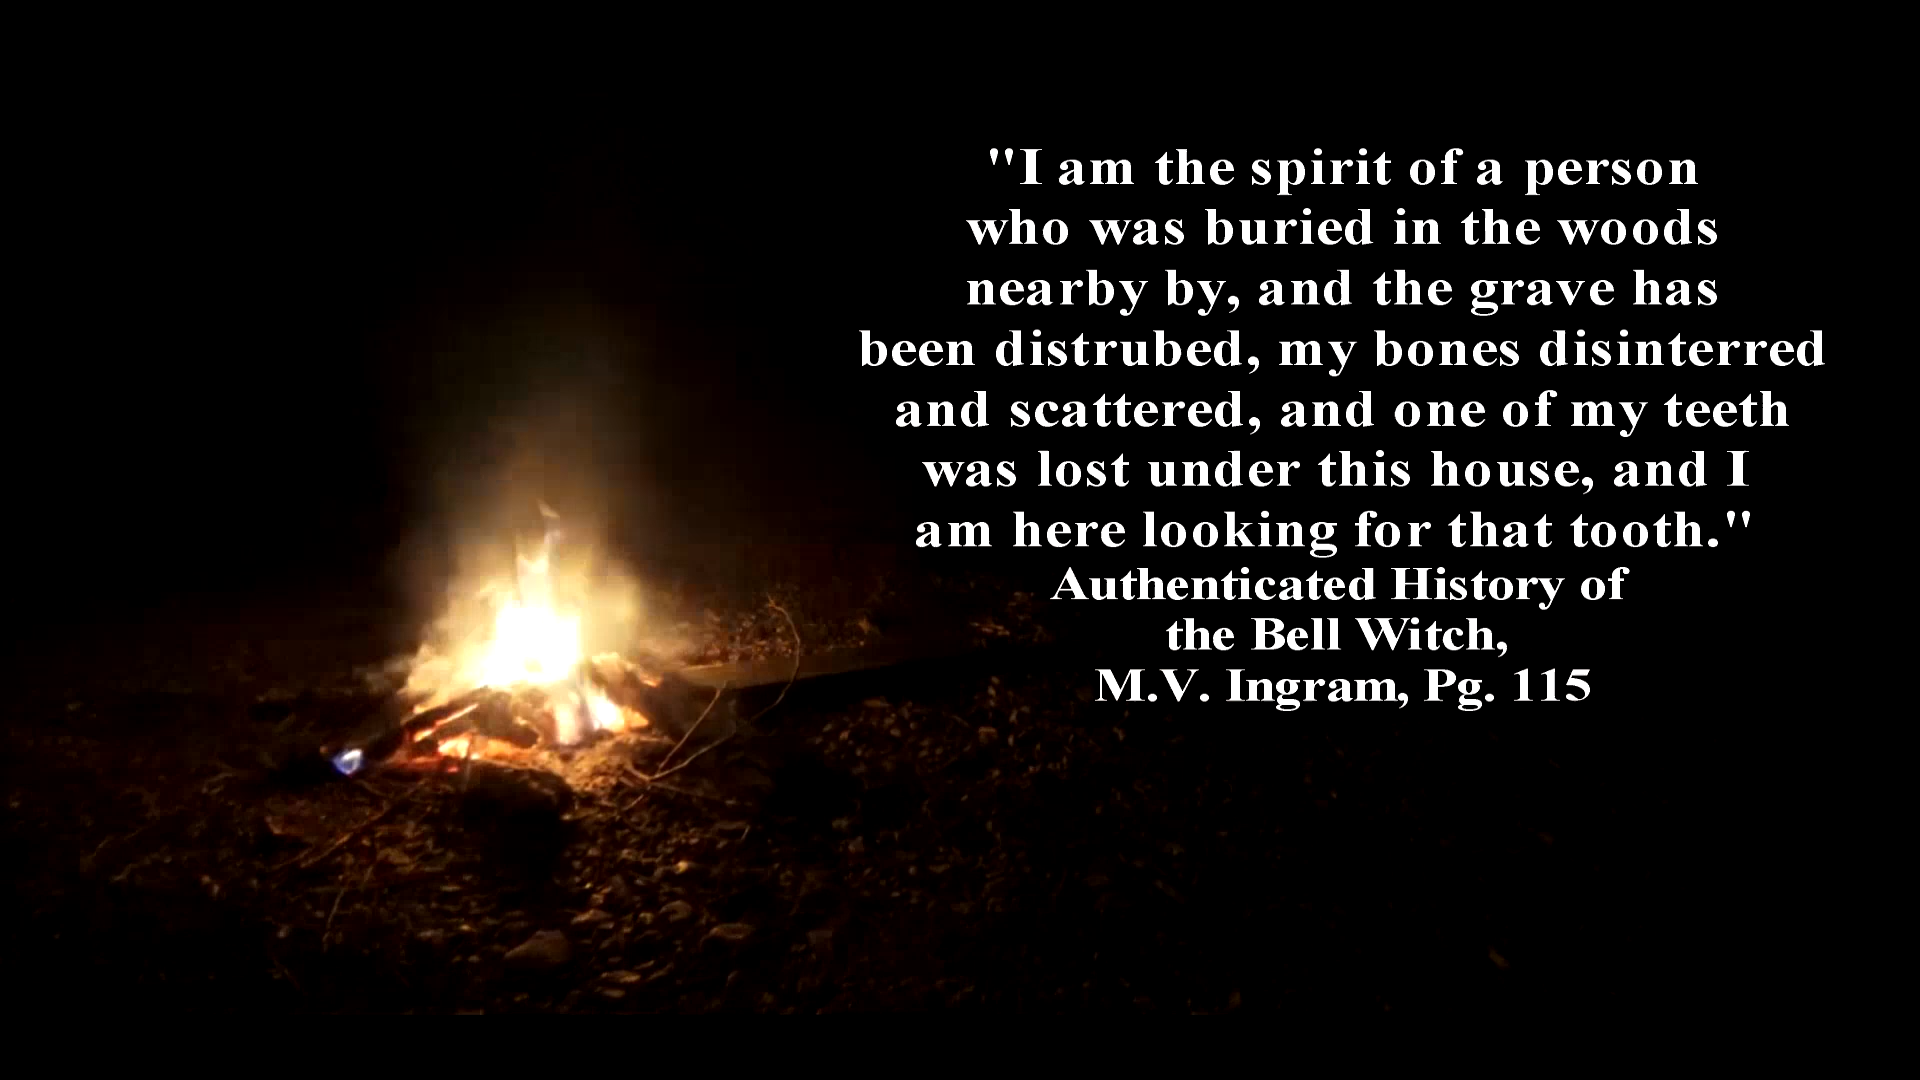 "I am the spirit of a person
who was buried in the woods
nearby by, and the grave has
been distrubed, my bones disinterred
and scattered, and one of my teeth
was lost under this house, and I
am here looking for that tooth."
Authenticated History of
the Bell Witch,
M.V. Ingram, Pg. 115